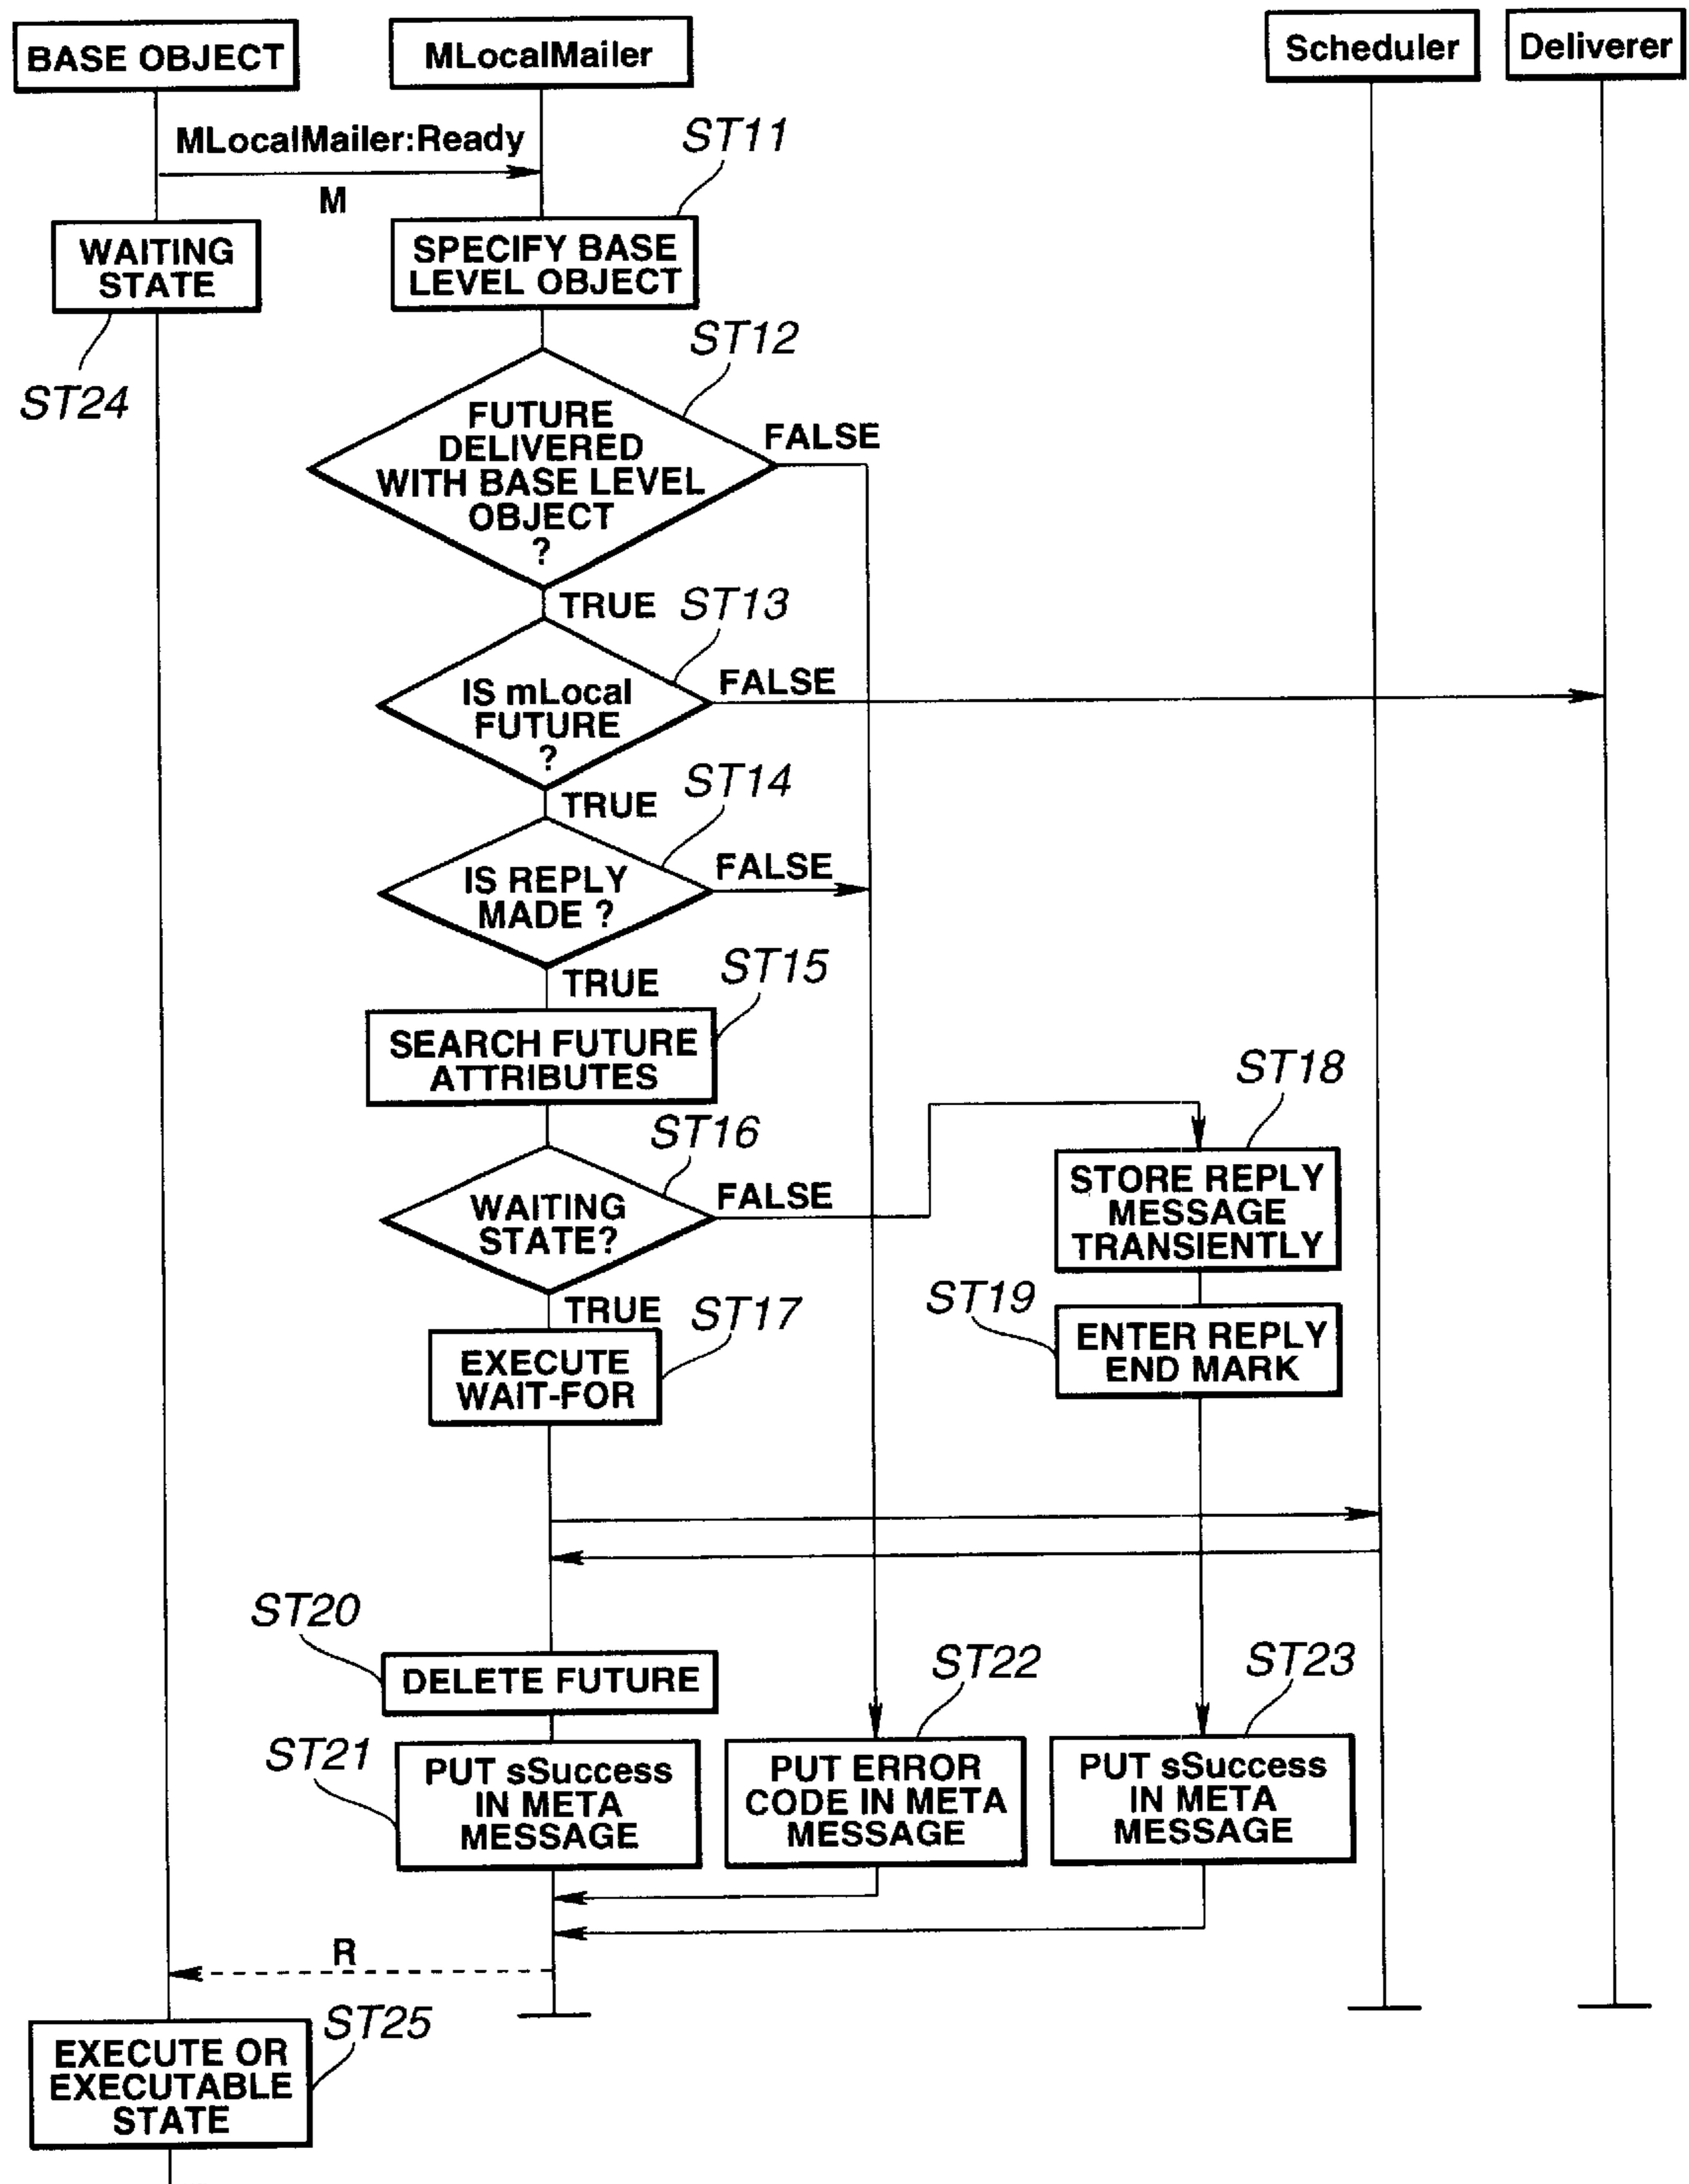 BASE OBJECT
MLocalMailer
Scheduler
Deliverer
MLocalMailer:Ready
M
ST11
WAITING
STATE
ST24
SPECIFY BASE
LEVEL OBJECT
ST12
FUTURE
DELIVERED
WITH BASE LEVEL
OBJECT
?
FALSE
TRUE
ST13
IS mLocal
FUTURE
?
FALSE
TRUE
ST14
IS REPLY
MADE ?
FALSE
TRUE
ST15
SEARCH FUTURE
ATTRIBUTES
ST16
WAITING
STATE?
FALSE
TRUE
ST17
EXECUTE
WAIT-FOR
ST18
STORE REPLY
MESSAGE
TRANSIENTLY
ST19
ENTER REPLY
END MARK
ST20
DELETE FUTURE
ST21
PUT sSuccess
IN META
MESSAGE
ST22
PUT ERROR
CODE IN META
MESSAGE
ST23
PUT sSuccess
IN META
MESSAGE
R
ST25
EXECUTE OR
EXECUTABLE
STATE